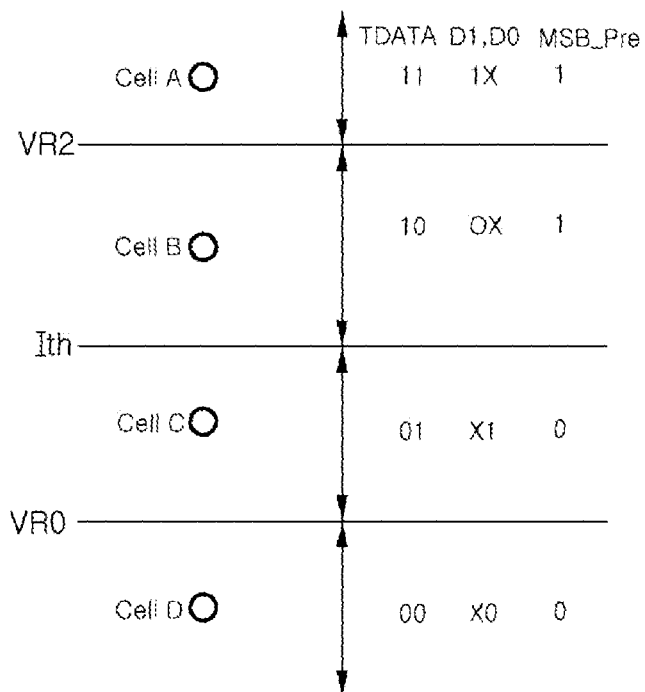 TDATA D1,D0 MSB_Pre
Cell A 11 1X 1
VR2
Cell B 10 0X 1
Ith
Cell C 01 X1 0
VR0
Cell D 00 X0 0